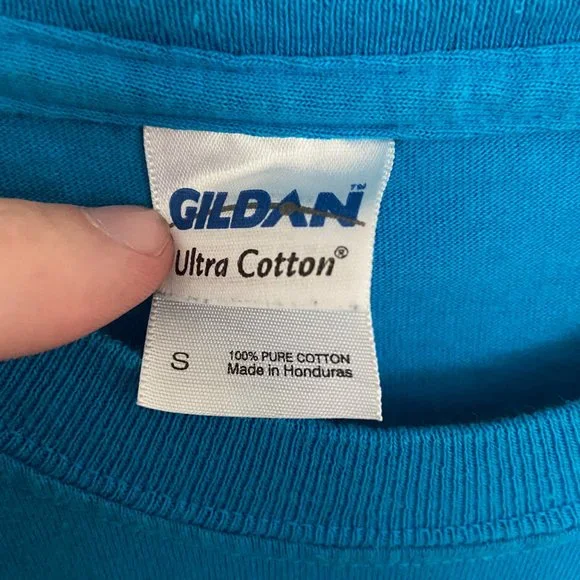 GILDAN™
Ultra Cotton®
S
100% PURE COTTON
Made in Honduras